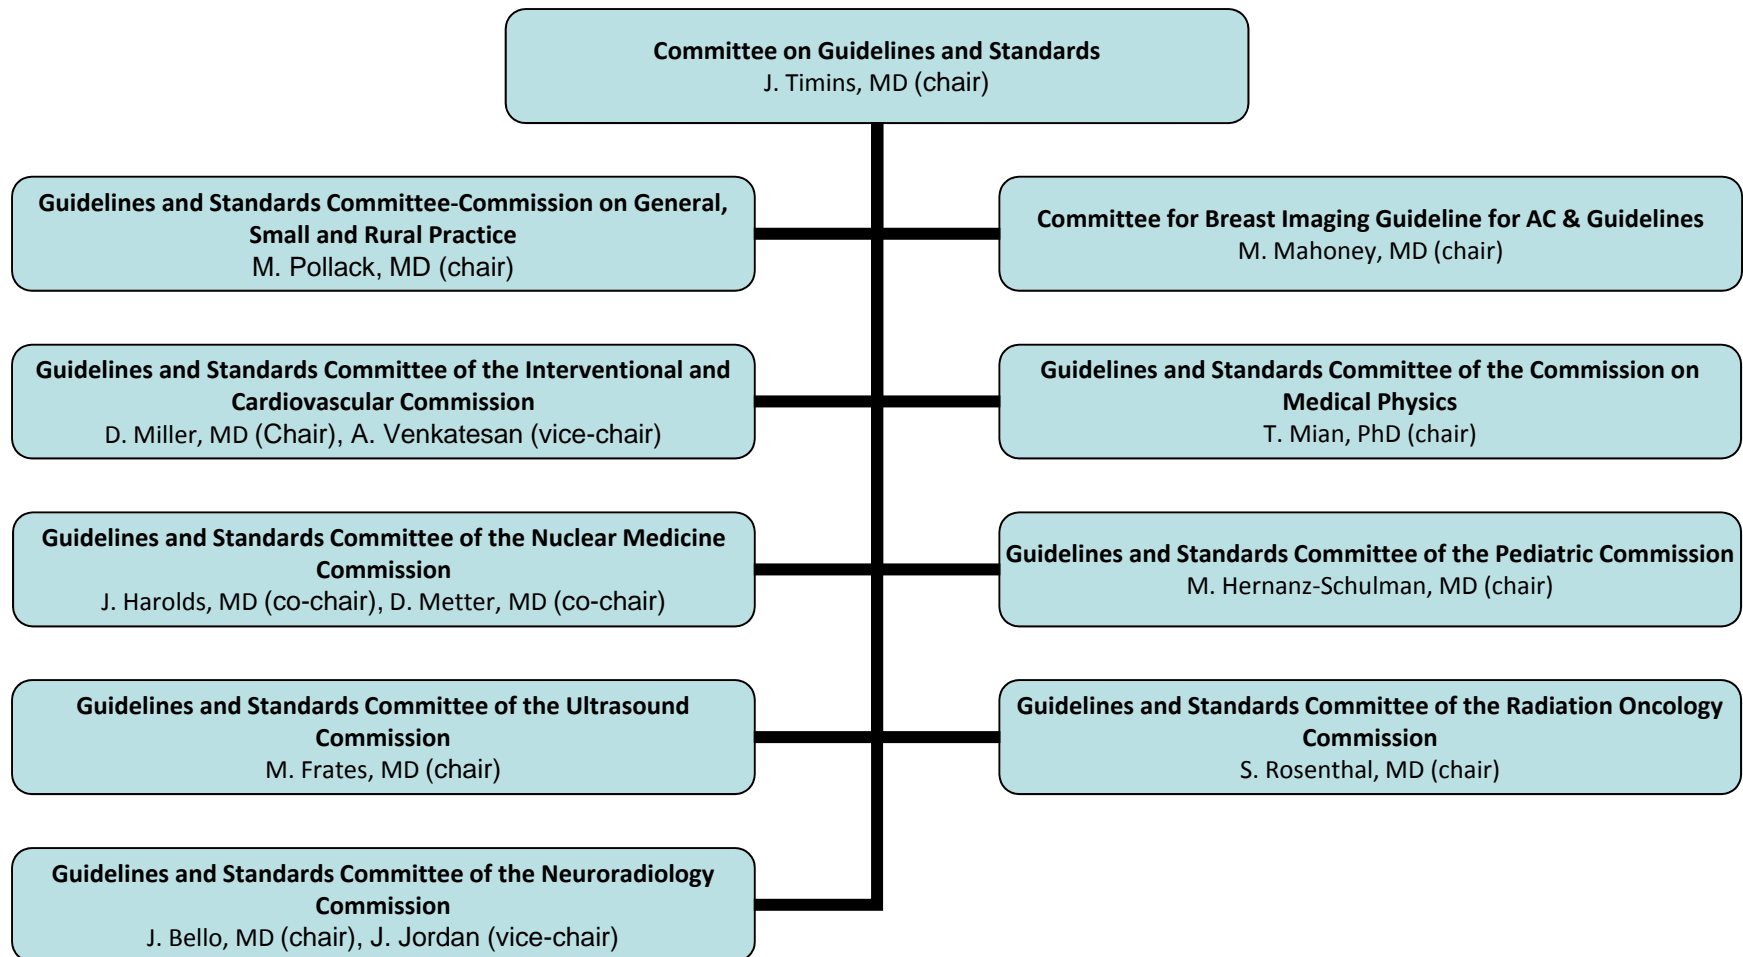 Committee on Guidelines and Standards
J. Timins, MD (chair)
Guidelines and Standards Committee-Commission on General,
Small and Rural Practice
M. Pollack, MD (chair)
Committee for Breast Imaging Guideline for AC & Guidelines
M. Mahoney, MD (chair)
Guidelines and Standards Committee of the Interventional and
Cardiovascular Commission
D. Miller, MD (Chair), A. Venkatesan (vice-chair)
Guidelines and Standards Committee of the Commission on
Medical Physics
T. Mian, PhD (chair)
Guidelines and Standards Committee of the Nuclear Medicine
Commission
J. Harolds, MD (co-chair), D. Metter, MD (co-chair)
Guidelines and Standards Committee of the Pediatric Commission
M. Hernanz-Schulman, MD (chair)
Guidelines and Standards Committee of the Ultrasound
Commission
M. Frates, MD (chair)
Guidelines and Standards Committee of the Radiation Oncology
Commission
S. Rosenthal, MD (chair)
Guidelines and Standards Committee of the Neuroradiology
Commission
J. Bello, MD (chair), J. Jordan (vice-chair)